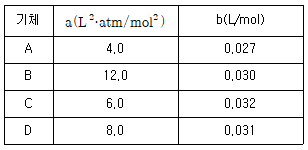 기체 a(L²·atm/mol²) b(L/mol)
A 4,0 0,027
B 12,0 0,030
C 6,0 0,032
D 8,0 0,031